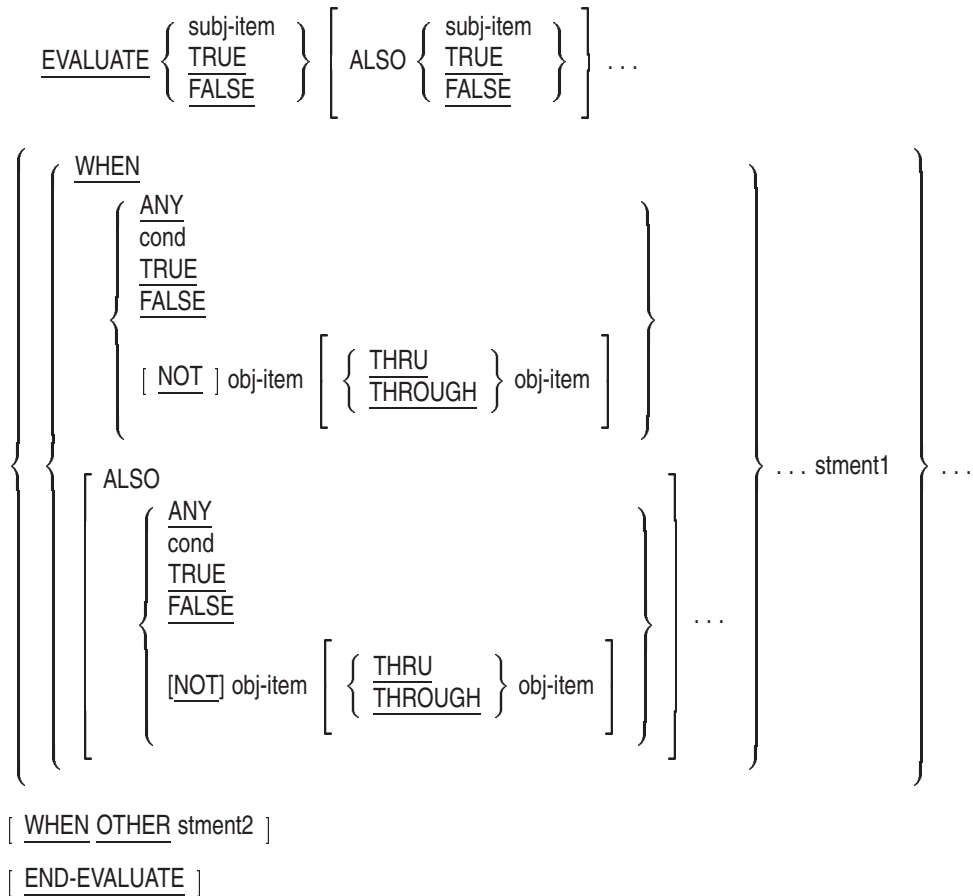 EVALUATE { subj-item TRUE FALSE } [ ALSO { subj-item TRUE FALSE } ] . . .
WHEN
ANY
cond
TRUE
FALSE
[ NOT ] obj-item [ { THRU THROUGH } obj-item ]
. . . stment1 . . .
ALSO
ANY
cond
TRUE
FALSE
. . .
[NOT] obj-item [ { THRU THROUGH } obj-item ]
[ WHEN OTHER stment2 ]
[ END-EVALUATE ]